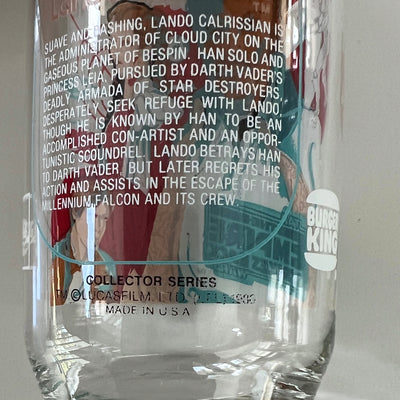 SUAVE AND DASHING, LANDO CALRISSIAN IS
THE ADMINISTRATOR OF CLOUD CITY ON THE
GASEOUS PLANET OF BESPIN. HAN SOLO AND
PRINCESS LEIA, PURSUED BY DARTH VADER'S
DEADLY ARMADA OF STAR DESTROYERS,
DESPERATELY SEEK REFUGE WITH LANDO,
THOUGH HE IS KNOWN BY HAN TO BE AN
ACCOMPLISHED CON-ARTIST AND AN OPPOR-
TUNISTIC SCOUNDREL. LANDO BETRAYS HAN
TO DARTH VADER, BUT LATER REGRETS HIS
ACTION AND ASSISTS IN THE ESCAPE OF THE
MILLENNIUM FALCON AND ITS CREW.
BURGER
KING
COLLECTOR SERIES
©LUCASFILM, LTD. 1980
MADE IN U S A